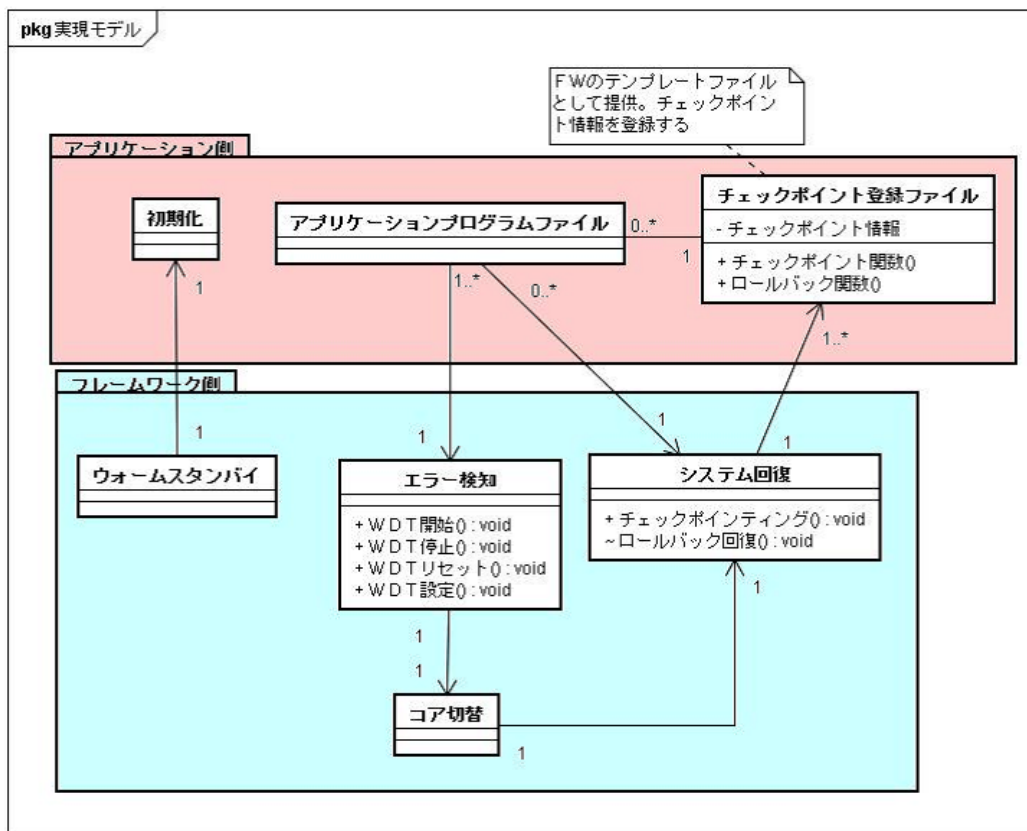 pkg 実現モデル
FWのテンプレートファイル
として提供。チェックポイン
ト情報を登録する
アプリケーション側
初期化
アプリケーションプログラムファイル
チェックポイント登録ファイル
- チェックポイント情報
+ チェックポイント関数()
+ ロールバック関数()
0..*
1
1
1..*
0..*
1..*
フレームワーク側
1
1
1
1
ウォームスタンバイ
エラー検知
+ WDT開始() : void
+ WDT停止() : void
+ WDTリセット() : void
+ WDT設定() : void
システム回復
+ チェックポインティング() : void
~ ロールバック回復() : void
1
1
1
コア切替
1